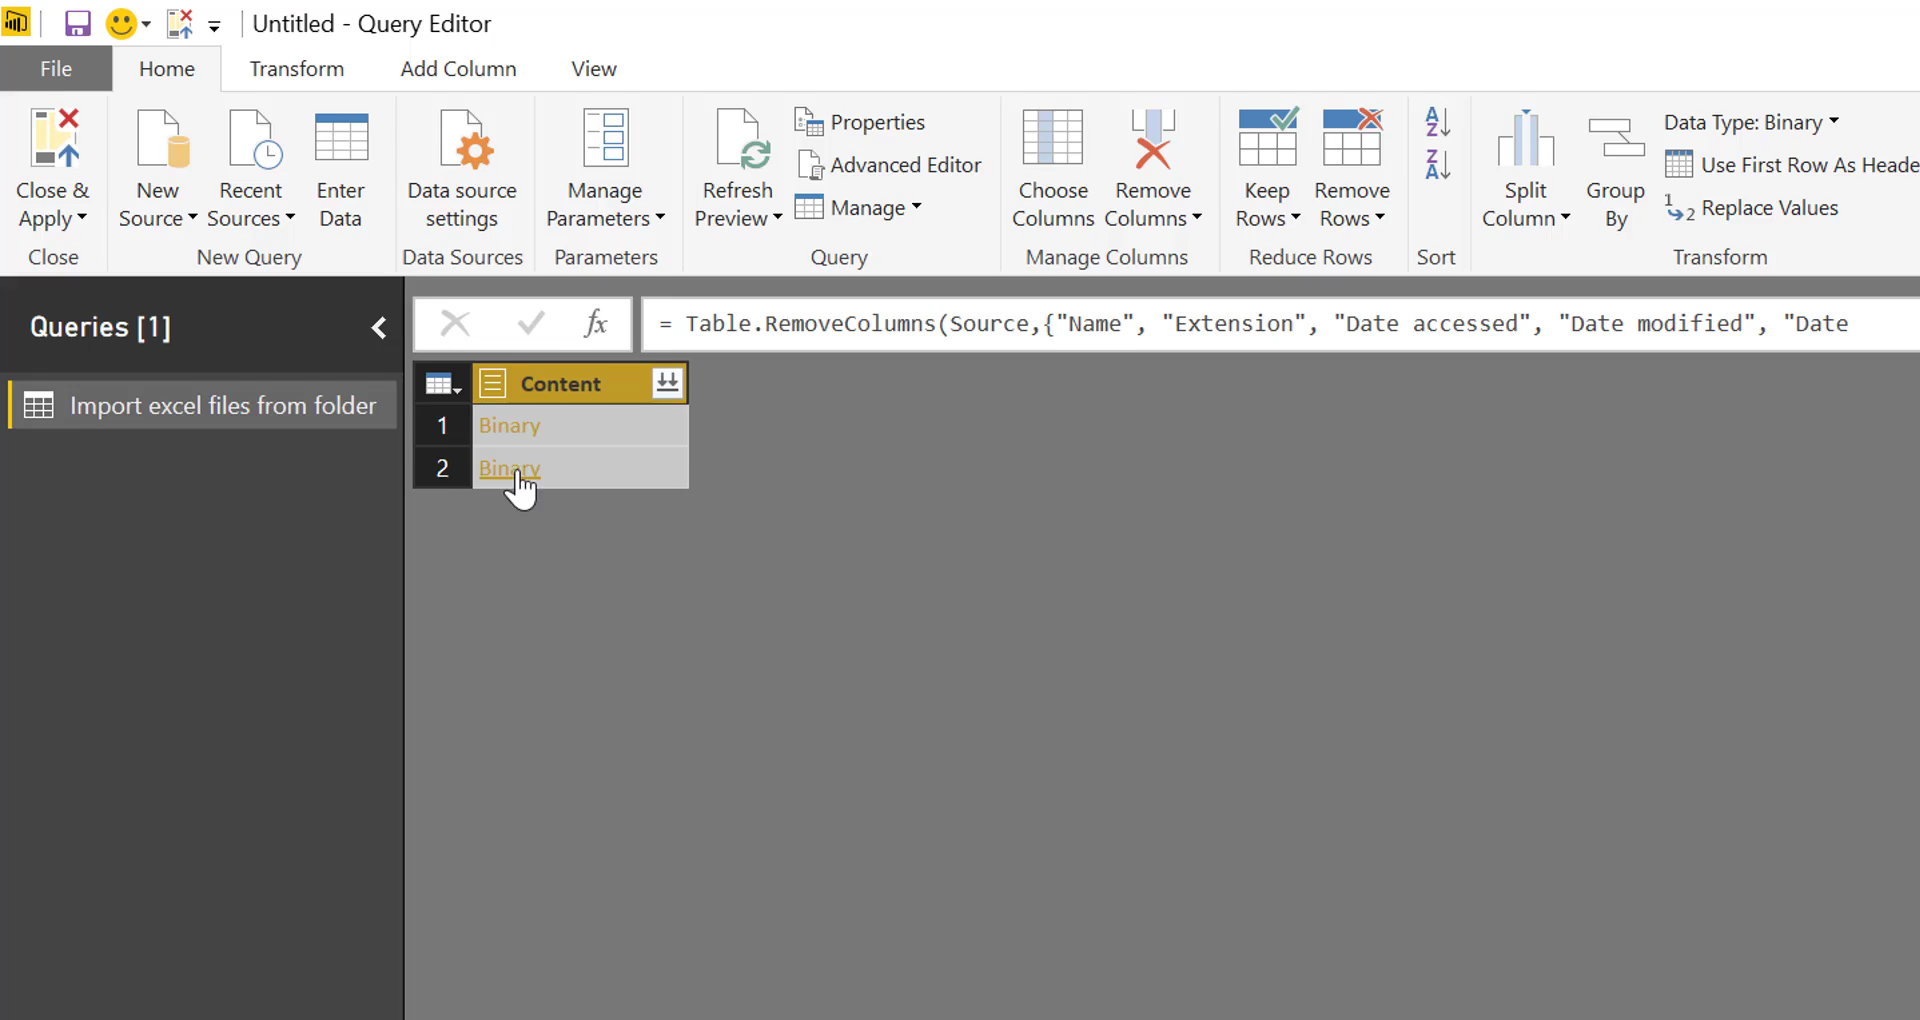 Untitled - Query Editor
File Home Transform Add Column View
Close & Apply
New Source
Recent Sources
Enter Data
Data source settings
Manage Parameters
Refresh Preview
Properties
Advanced Editor
Manage
Choose Columns
Remove Columns
Keep Rows
Remove Rows
A
Z
Z
A
Split Column
Group By
Data Type: Binary
Use First Row As Heade
1
2
Replace Values
Close
New Query
Data Sources
Parameters
Query
Manage Columns
Reduce Rows
Sort
Transform
Queries [1]
fx
= Table.RemoveColumns(Source,{"Name", "Extension", "Date accessed", "Date modified", "Date
Import excel files from folder
Content
1 Binary
2 Binary